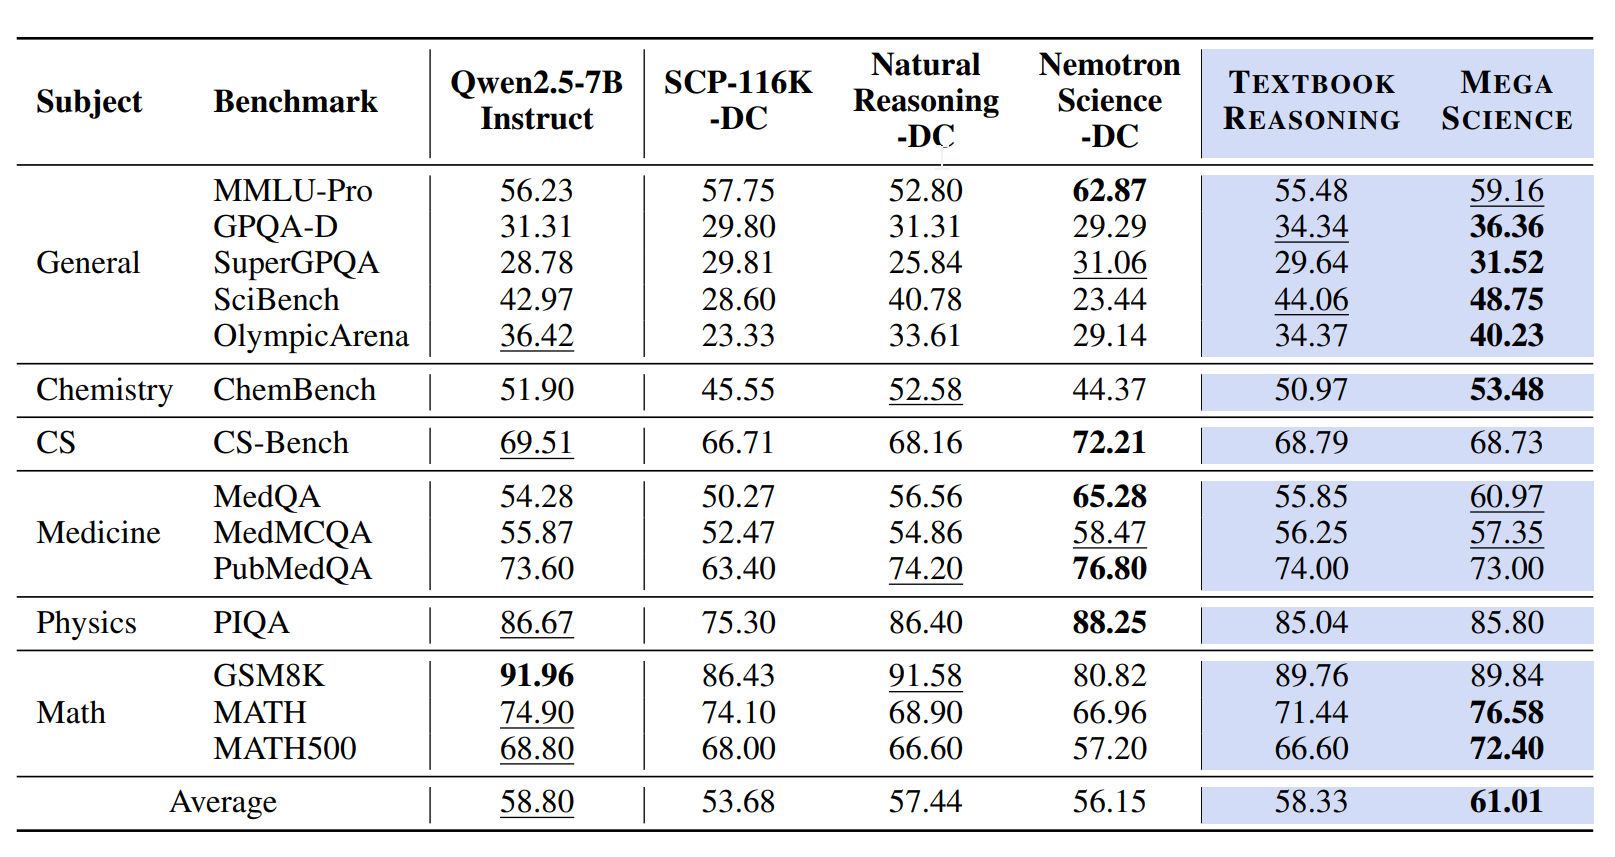 Subject Benchmark Qwen2.5-7B Instruct SCP-116K -DC Natural Reasoning -DC Nemotron Science -DC TEXTBOOK REASONING MEGA SCIENCE
General
MMLU-Pro 56.23 57.75 52.80 62.87 55.48 59.16
GPQA-D 31.31 29.80 31.31 29.29 34.34 36.36
SuperGPQA 28.78 29.81 25.84 31.06 29.64 31.52
SciBench 42.97 28.60 40.78 23.44 44.06 48.75
OlympicArena 36.42 23.33 33.61 29.14 34.37 40.23
Chemistry ChemBench 51.90 45.55 52.58 44.37 50.97 53.48
CS CS-Bench 69.51 66.71 68.16 72.21 68.79 68.73
Medicine
MedQA 54.28 50.27 56.56 65.28 55.85 60.97
MedMCQA 55.87 52.47 54.86 58.47 56.25 57.35
PubMedQA 73.60 63.40 74.20 76.80 74.00 73.00
Physics PIQA 86.67 75.30 86.40 88.25 85.04 85.80
Math
GSM8K 91.96 86.43 91.58 80.82 89.76 89.84
MATH 74.90 74.10 68.90 66.96 71.44 76.58
MATH500 68.80 68.00 66.60 57.20 66.60 72.40
Average 58.80 53.68 57.44 56.15 58.33 61.01